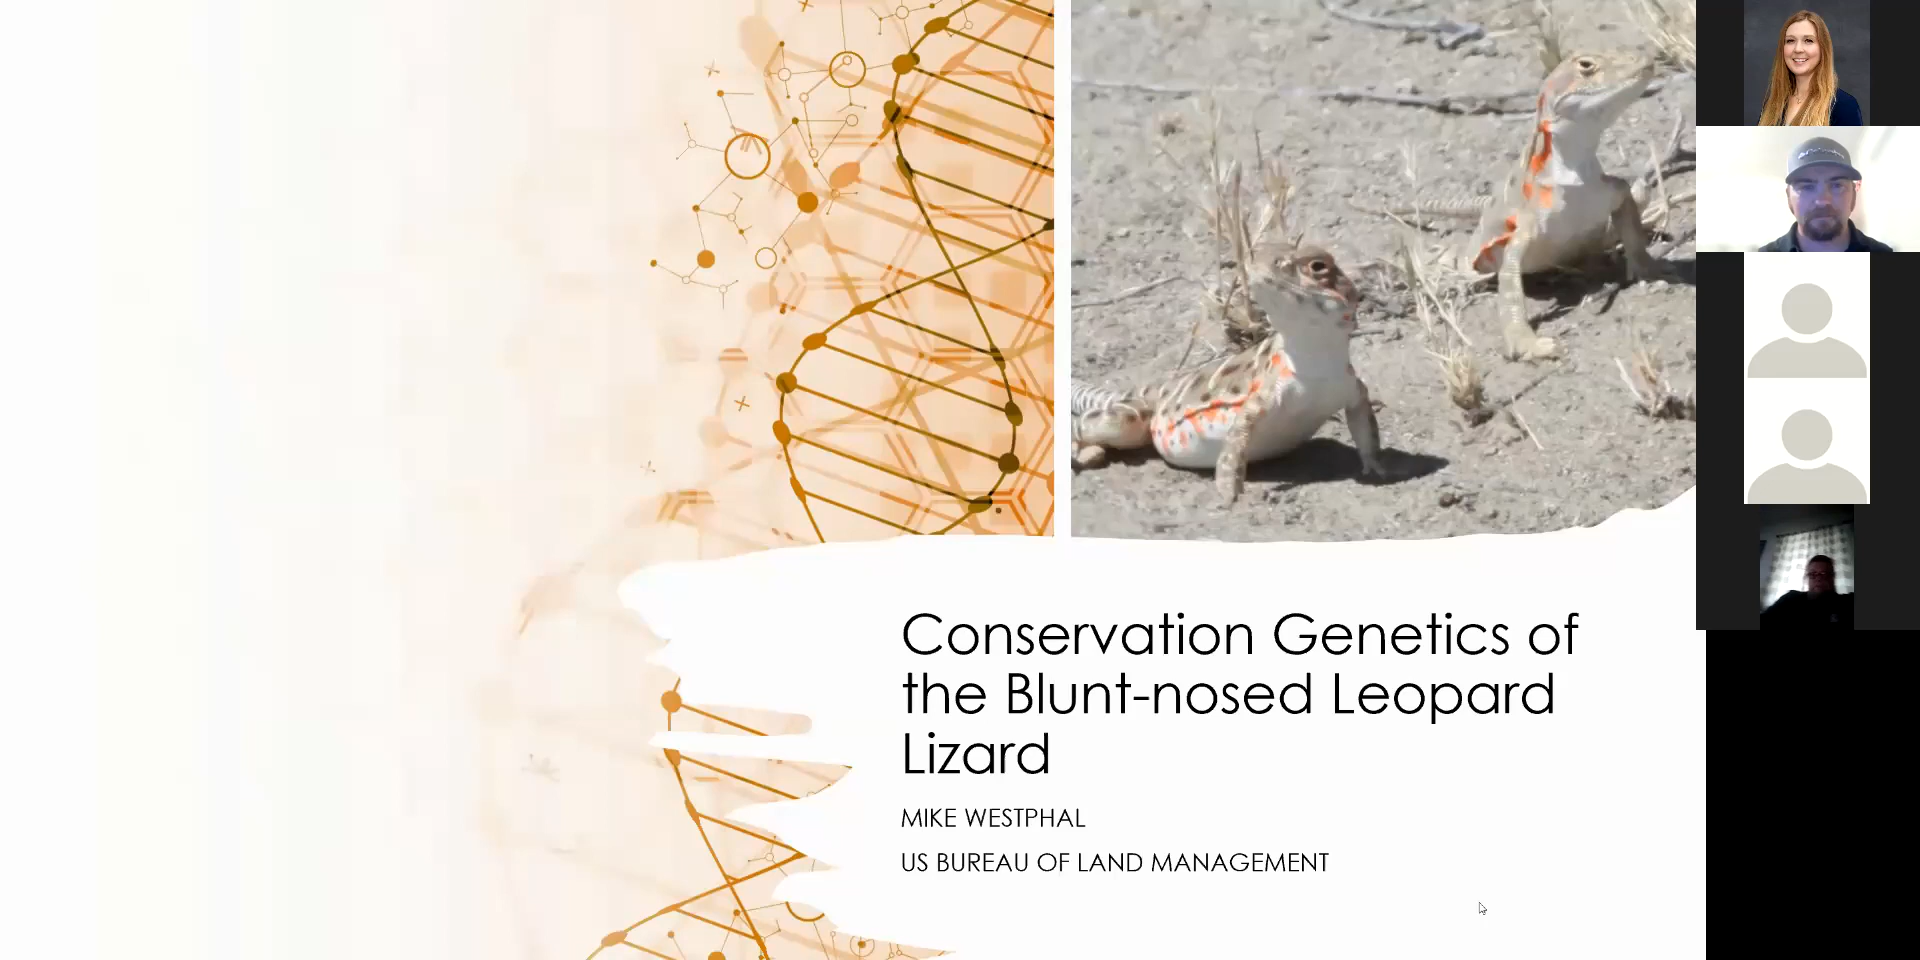 Conservation Genetics of
the Blunt-nosed Leopard
Lizard
MIKE WESTPHAL
US BUREAU OF LAND MANAGEMENT